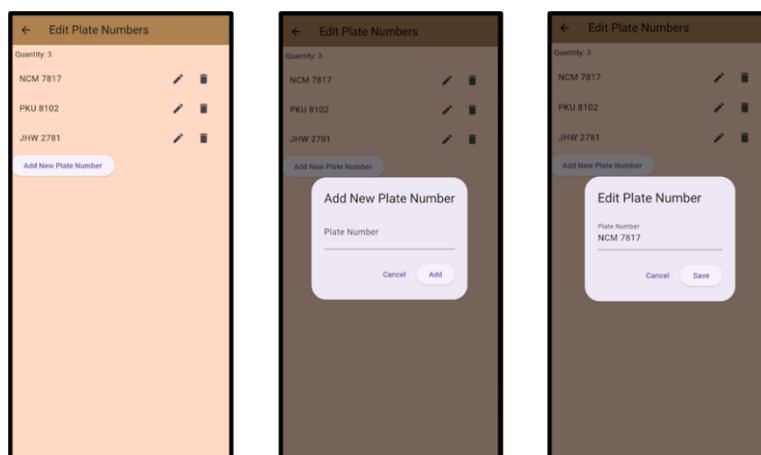 Edit Plate Numbers
Quantity: 3
NCM 7817
PKU 8102
JHW 2781
Add New Plate Number
Edit Plate Numbers
Quantity: 3
NCM 7817
PKU 8102
JHW 2781
Add New Plate Number
Add New Plate Number
Plate Number
Cancel Add
Edit Plate Numbers
Quantity: 3
NCM 7817
PKU 8102
JHW 2781
Add New Plate Number
Edit Plate Number
Plate Number
NCM 7817
Cancel Save